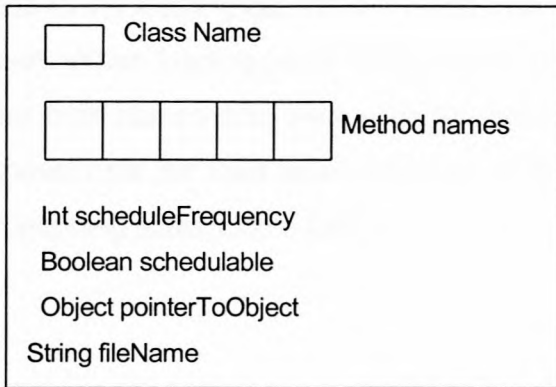 Class Name
Method names
Int scheduleFrequency
Boolean schedulable
Object pointerToObject
String fileName